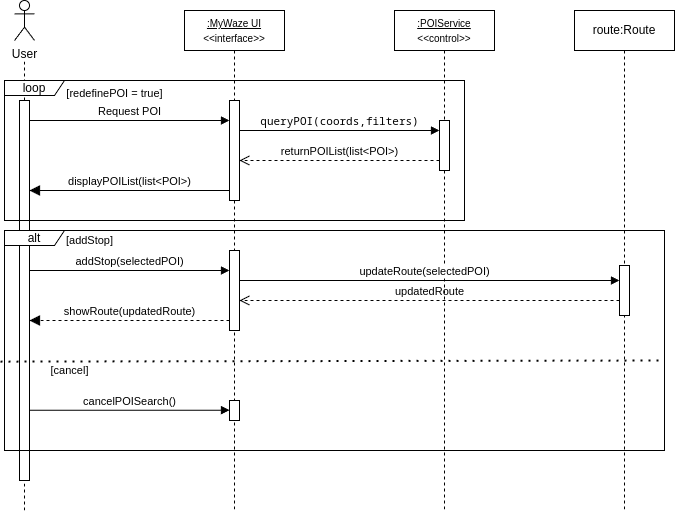 :MyWaze UI
<<interface>>
:POIService
<<control>>
route:Route
User
loop
[redefinePOI = true]
Request POI
queryPOI(coords,filters)
returnPOIList(list<POI>)
displayPOIList(list<POI>)
alt
[addStop]
addStop(selectedPOI)
updateRoute(selectedPOI)
updatedRoute
showRoute(updatedRoute)
[cancel]
cancelPOISearch()